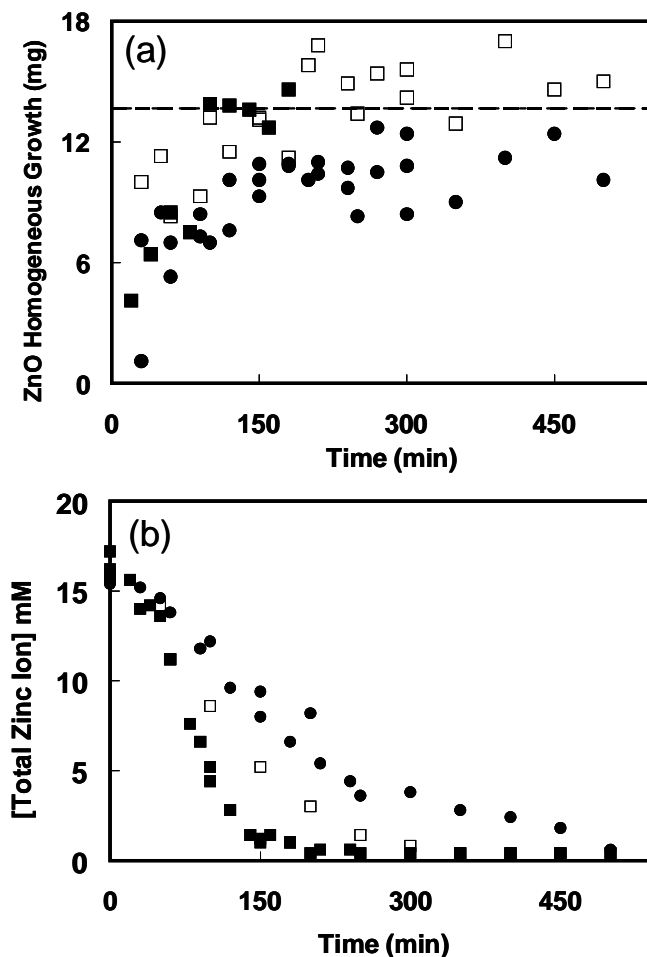 18
(a)
12
6
0
ZnO Homogeneous Growth (mg)
0 150 300 450
Time (min)
20
(b)
15
10
5
0
[Total Zinc Ion] mM
0 150 300 450
Time (min)